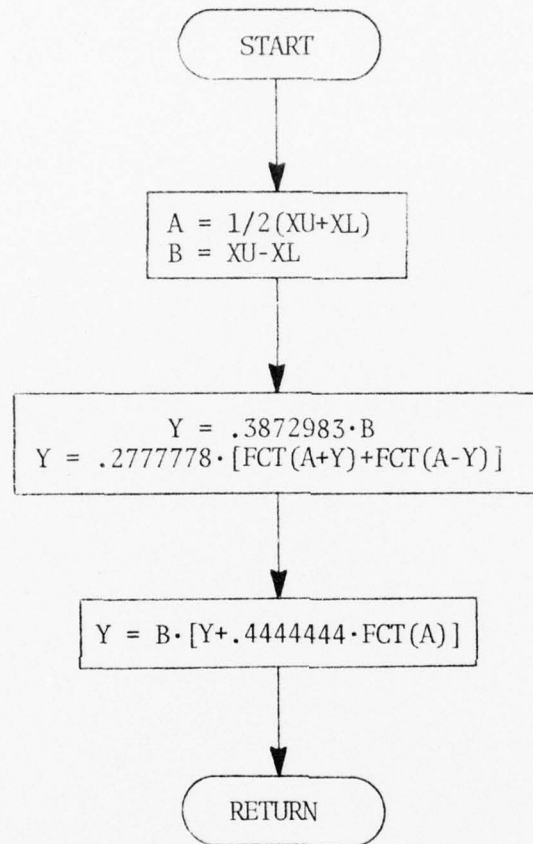 START
A = 1/2(XU+XL)
B = XU-XL
Y = .3872983·B
Y = .2777778·[FCT(A+Y)+FCT(A-Y)]
Y = B·[Y+.4444444·FCT(A)]
RETURN